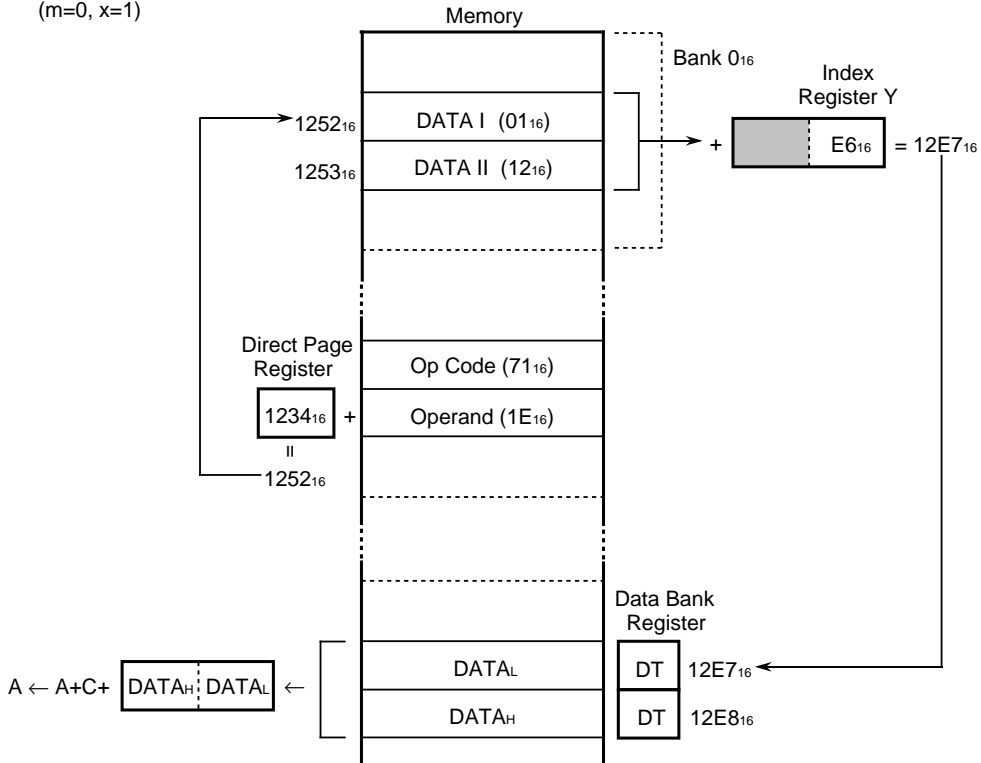 (m=0, x=1)
Memory
Bank 0₁₆
Index
Register Y
1252₁₆
DATA I (01₁₆)
+
E6₁₆
= 12E7₁₆
1253₁₆
DATA II (12₁₆)
Direct Page
Register
Op Code (71₁₆)
1234₁₆
+
Operand (1E₁₆)
=
1252₁₆
Data Bank
Register
DATAL
DT
12E7₁₆
A ← A+C+
DATAH
DATAL
←
DATAH
DT
12E8₁₆